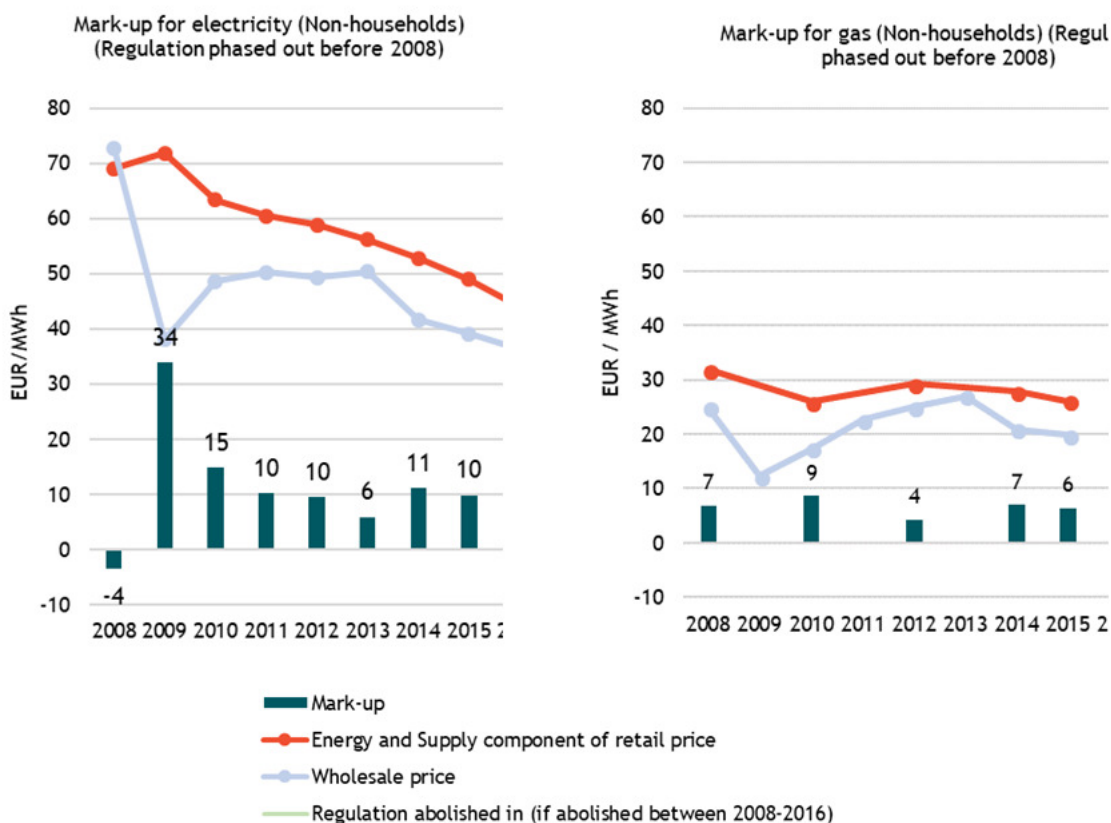 Mark-up for electricity (Non-households)
(Regulation phased out before 2008)
80
70
60
50
40
30
20
10
0
-10
EUR/MWh
34
15
10
10
6
11
10
-4
2008 2009 2010 2011 2012 2013 2014 2015 2
Mark-up for gas (Non-households) (Regul
phased out before 2008)
80
70
60
50
40
30
20
10
0
-10
EUR / MWh
7
9
4
7
6
2008 2009 2010 2011 2012 2013 2014 2015 2
Mark-up
Energy and Supply component of retail price
Wholesale price
Regulation abolished in (if abolished between 2008-2016)